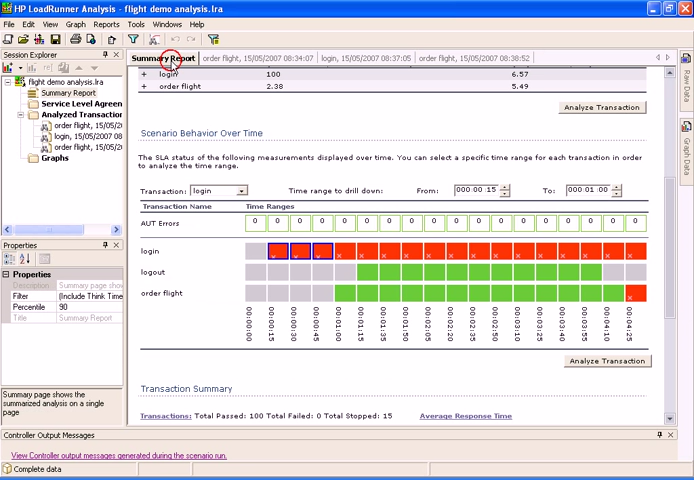 HP LoadRunner Analysis - flight demo analysis.lra
File Edit View Graph Reports Tools Windows Help
Session Explorer
flight demo analysis.lra
Summary Report
Service Level Agreen
Analyzed Transaction
order flight, 15/05/2
login, 15/05/2007 08
order flight, 15/05/2
Graphs
Properties
Properties
Description Summary page show
Filter (Include Think Time
Percentile 90
Title Summary Report
Summary page shows the summarized analysis on a single page
Summary Report order flight, 15/05/2007 08:34:07 login, 15/05/2007 08:37:05 order flight, 15/05/2007 08:38:52
+ login 100 6.57
+ order flight 2.38 5.49
Analyze Transaction
Scenario Behavior Over Time
The SLA status of the following measurements displayed over time. You can select a specific time range for each transaction in order
to analyze the time range.
Transaction: login Time range to drill down: From: 000:00:15 To: 000:01:00
Transaction Name Time Ranges
AUT Errors 0 0 0 0 0 0 0 0 0 0 0 0 0 0 0 0 0 0
login
logout
order flight
00:00:00 00:00:15 00:00:30 00:00:45 00:01:00 00:01:15 00:01:35 00:01:50 00:02:05 00:02:20 00:02:35 00:02:50 00:03:10 00:03:25 00:03:40 00:03:55 00:04:10 00:04:25
Analyze Transaction
Transaction Summary
Transactions: Total Passed: 100 Total Failed: 0 Total Stopped: 15 Average Response Time
Raw Data
Graph Data
Controller Output Messages
View Controller output messages generated during the scenario run.
Complete data